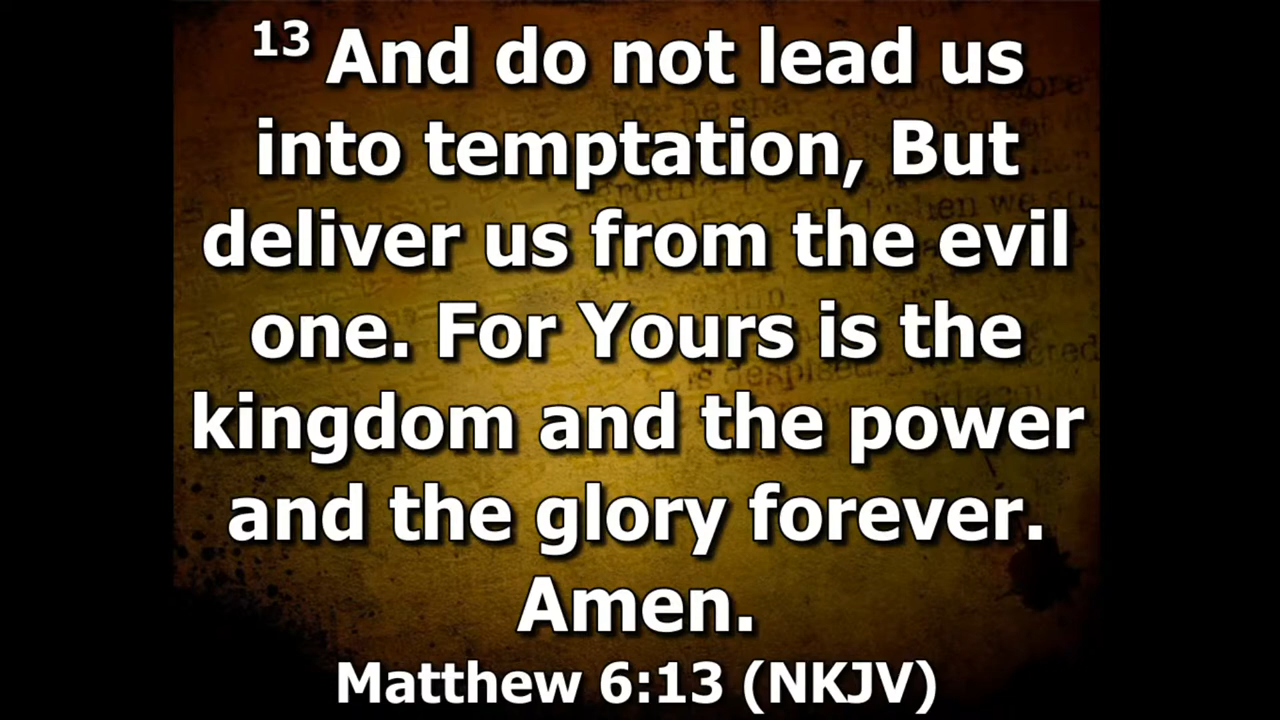 13 And do not lead us
into temptation, But
deliver us from the evil
one. For Yours is the
kingdom and the power
and the glory forever.
Amen.
Matthew 6:13 (NKJV)